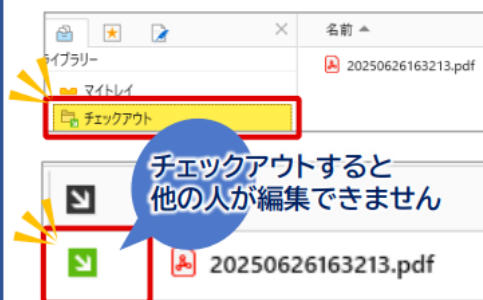 名前
ライブラリー
20250626163213.pdf
マイトレイ
チェックアウト
チェックアウトすると
他の人が編集できません
20250626163213.pdf